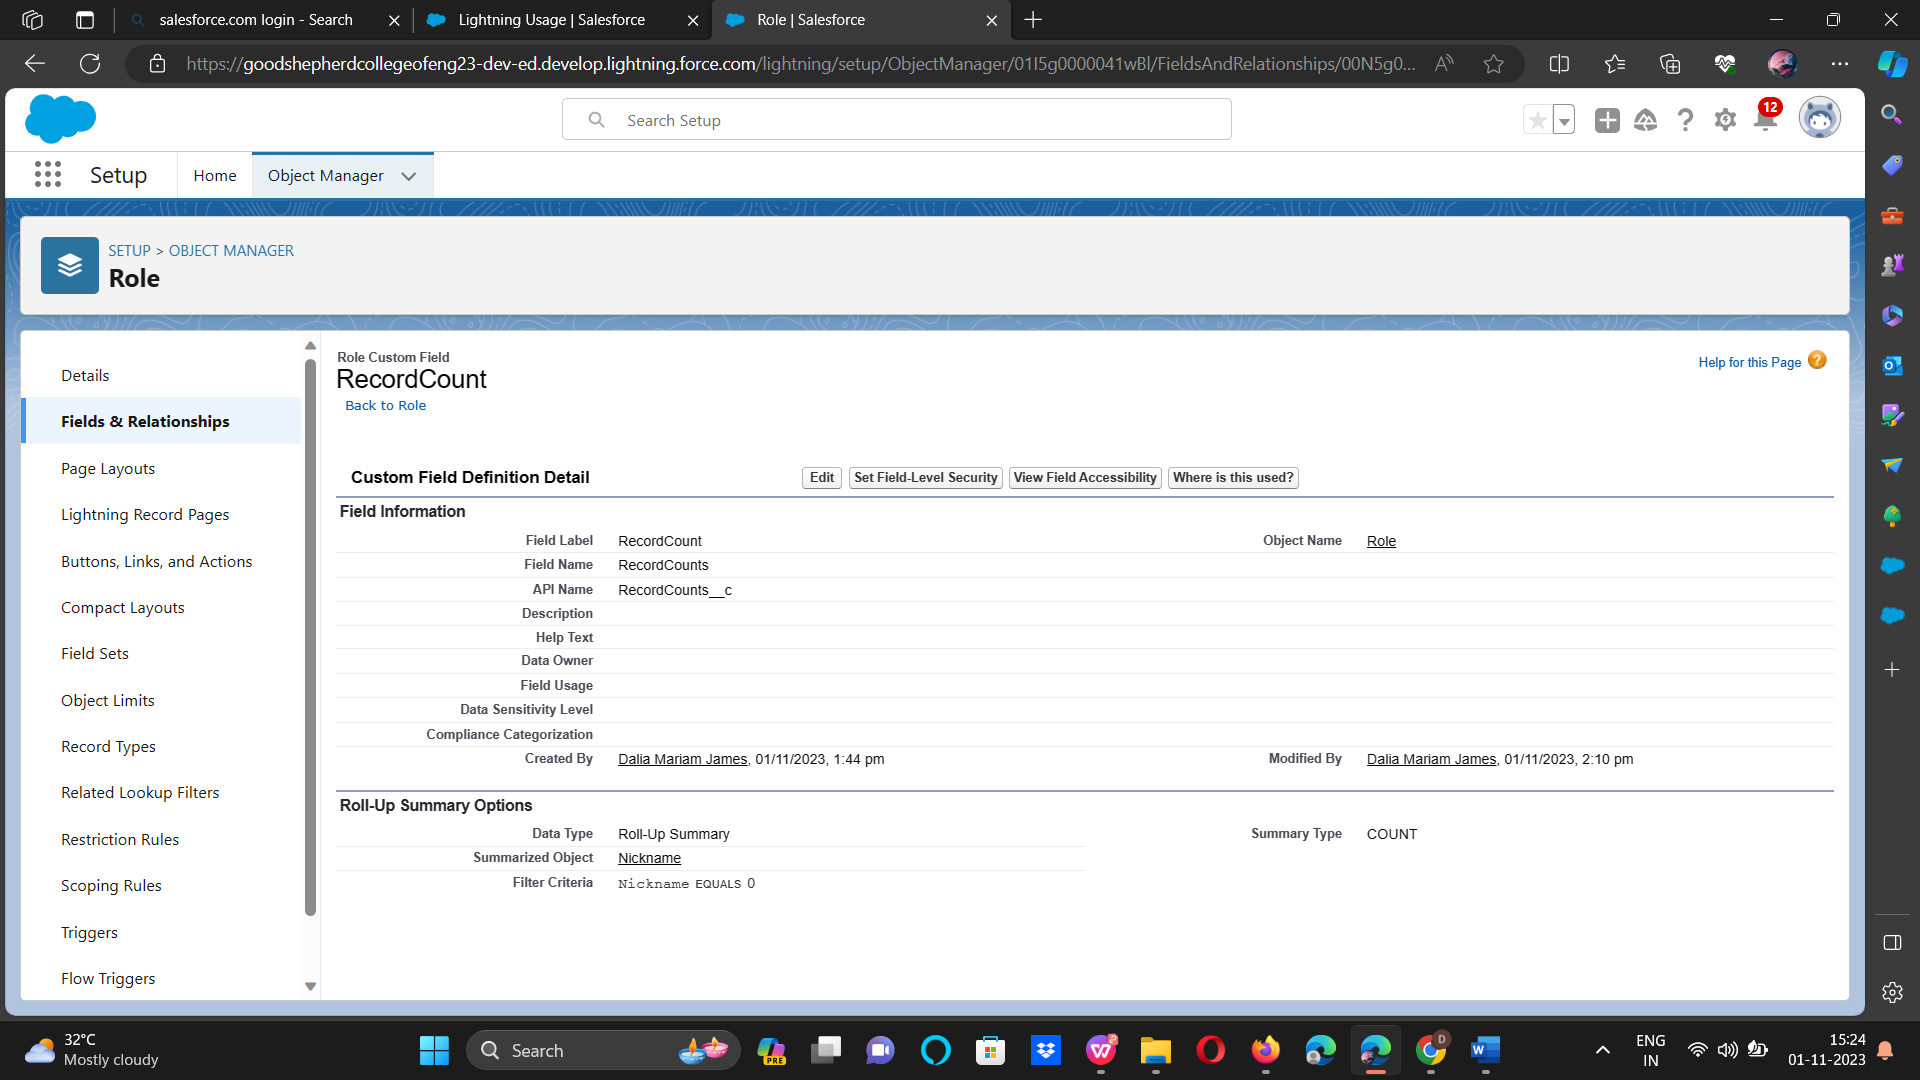 salesforce.com login - Search
Lightning Usage | Salesforce
Role | Salesforce
https://goodshepherdcollegeofeng23-dev-ed.develop.lightning.force.com/lightning/setup/ObjectManager/01I5g0000041wBl/FieldsAndRelationships/00N5g0...
Search Setup
12
Setup
Home
Object Manager
SETUP > OBJECT MANAGER
Role
Details
Fields & Relationships
Page Layouts
Lightning Record Pages
Buttons, Links, and Actions
Compact Layouts
Field Sets
Object Limits
Record Types
Related Lookup Filters
Restriction Rules
Scoping Rules
Triggers
Flow Triggers
Role Custom Field
RecordCount
Back to Role
Help for this Page
Custom Field Definition Detail
Edit
Set Field-Level Security
View Field Accessibility
Where is this used?
Field Information
Field Label RecordCount
Object Name Role
Field Name RecordCounts
API Name RecordCounts__c
Description
Help Text
Data Owner
Field Usage
Data Sensitivity Level
Compliance Categorization
Created By Dalia Mariam James, 01/11/2023, 1:44 pm
Modified By Dalia Mariam James, 01/11/2023, 2:10 pm
Roll-Up Summary Options
Data Type Roll-Up Summary
Summary Type COUNT
Summarized Object Nickname
Filter Criteria Nickname EQUALS 0
32°C
Mostly cloudy
Search
PRE
D
ENG
IN
15:24
01-11-2023